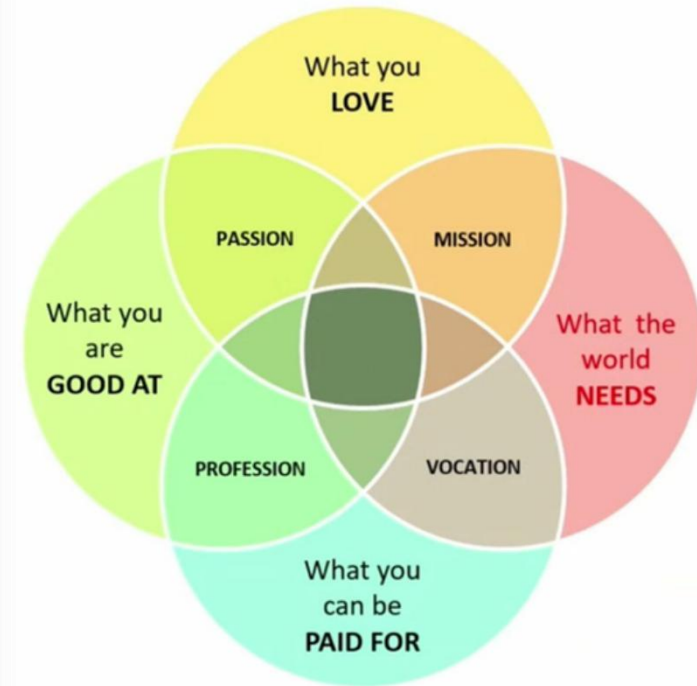 What you
LOVE
PASSION
MISSION
What you
are
GOOD AT
What the
world
NEEDS
PROFESSION
VOCATION
What you
can be
PAID FOR